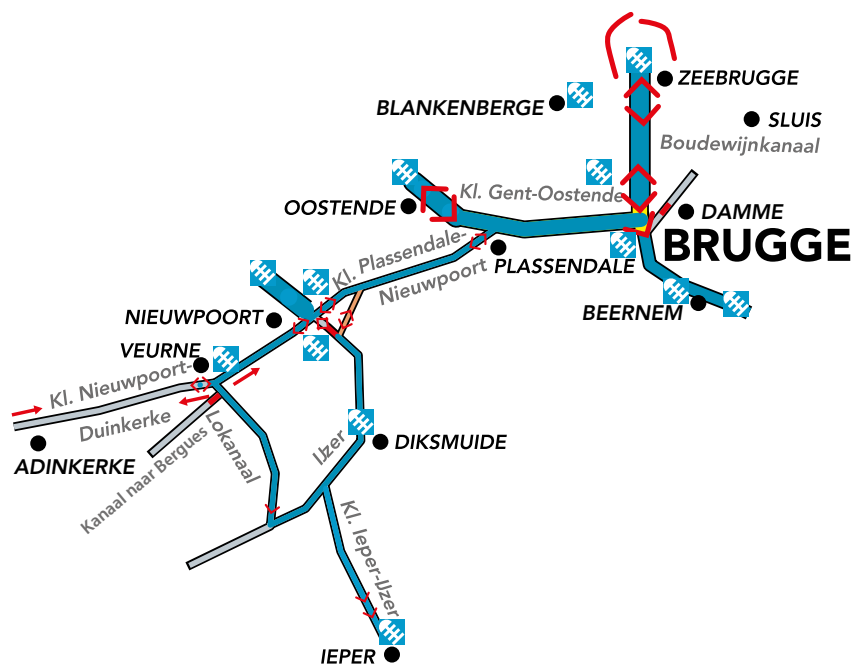 ZEEBRUGGE
BLANKENBERGE
SLUIS
Boudewijnkanaal
Kl. Gent-Oostende
OOSTENDE
DAMME
BRUGGE
Kl. Plassendale-
Nieuwpoort
PLASSENDALE
BEERNEM
NIEUWPOORT
VEURNE
Kl. Nieuwpoort-
Duinkerke
ADINKERKE
Kanaal naar Bergues
Lokanaal
IJzer
DIKSMUIDE
Kl. Ieper-IJzer
IEPER